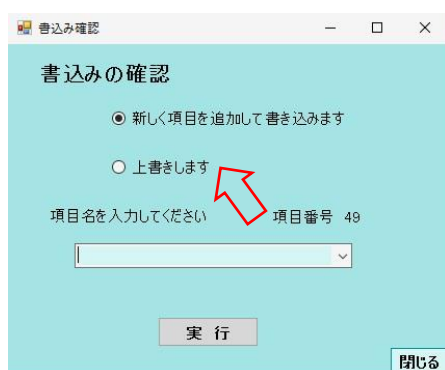 書込み確認
書込みの確認
新しく項目を追加して書き込みます
上書きします
項目名を入力してください 項目番号 49
実 行
閉じる